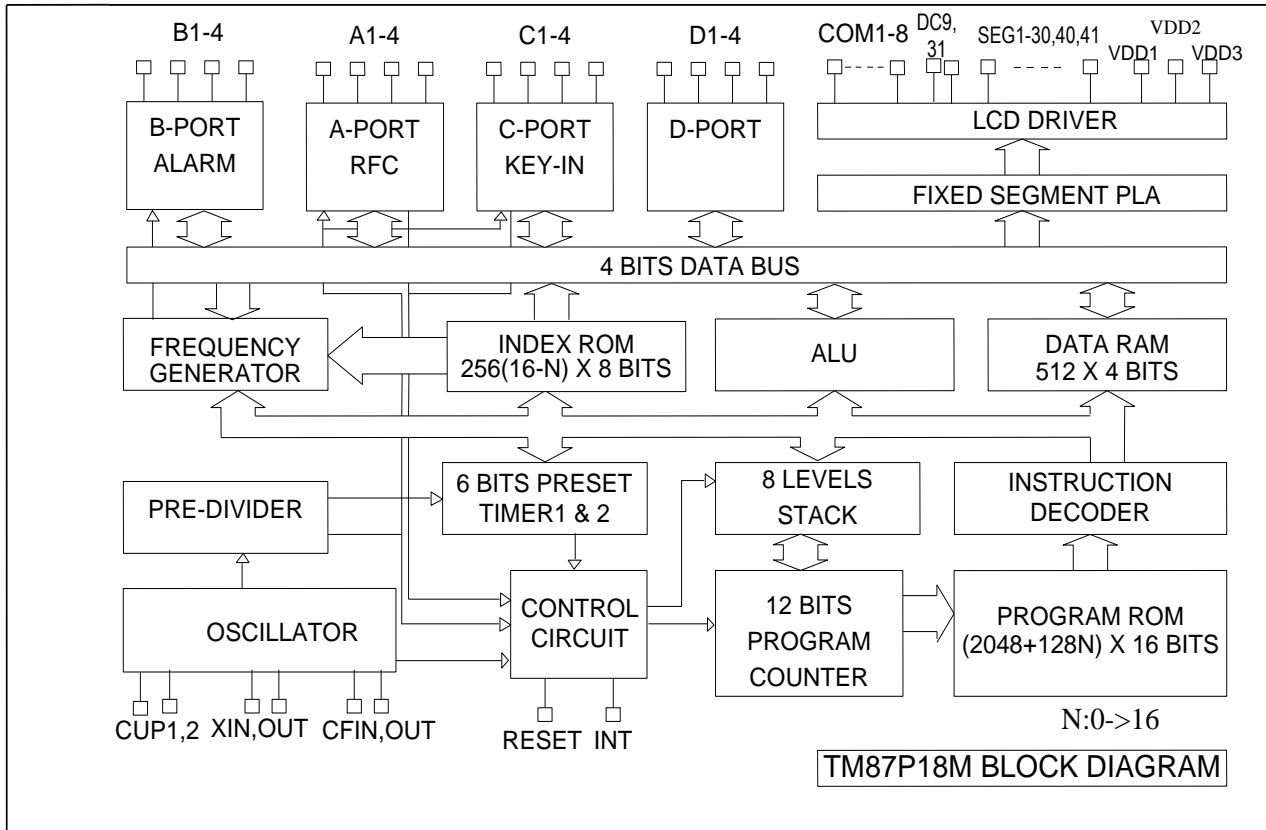 B1-4
A1-4
C1-4
D1-4
COM1-8
DC9,
31
SEG1-30,40,41
VDD2
VDD1
VDD3
B-PORT
ALARM
A-PORT
RFC
C-PORT
KEY-IN
D-PORT
LCD DRIVER
FIXED SEGMENT PLA
4 BITS DATA BUS
FREQUENCY
GENERATOR
INDEX ROM
256(16-N) X 8 BITS
ALU
DATA RAM
512 X 4 BITS
PRE-DIVIDER
6 BITS PRESET
TIMER1 & 2
8 LEVELS
STACK
INSTRUCTION
DECODER
OSCILLATOR
CONTROL
CIRCUIT
12 BITS
PROGRAM
COUNTER
PROGRAM ROM
(2048+128N) X 16 BITS
CUP1,2
XIN,OUT
CFIN,OUT
RESET
INT
N:0->16
TM87P18M BLOCK DIAGRAM